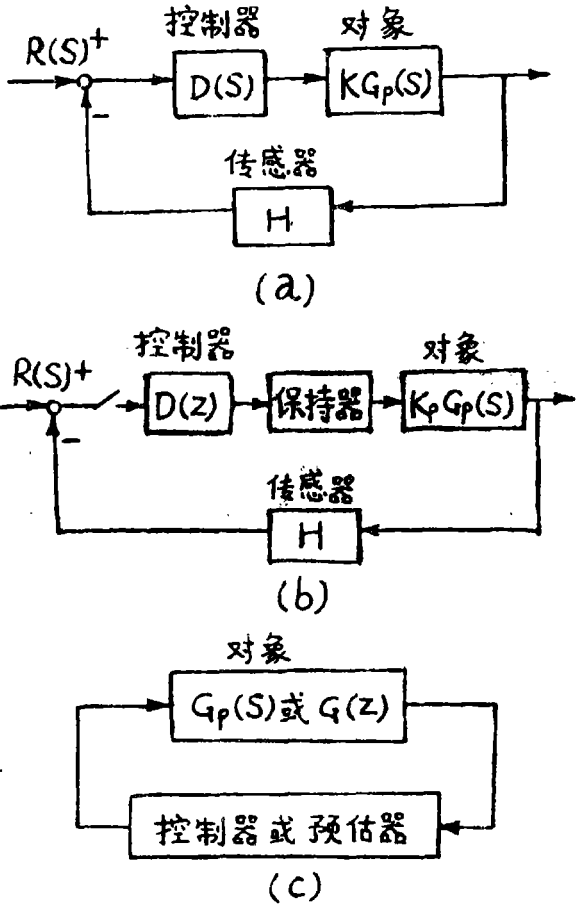 控制器 对象
R(S) +
D(S) KGp(S)
−
传感器
H
(a)
控制器 对象
R(S) +
D(Z) 保持器 KpGp(S)
−
传感器
H
(b)
对象
Gp(S)或 G(Z)
控制器或预估器
(c)